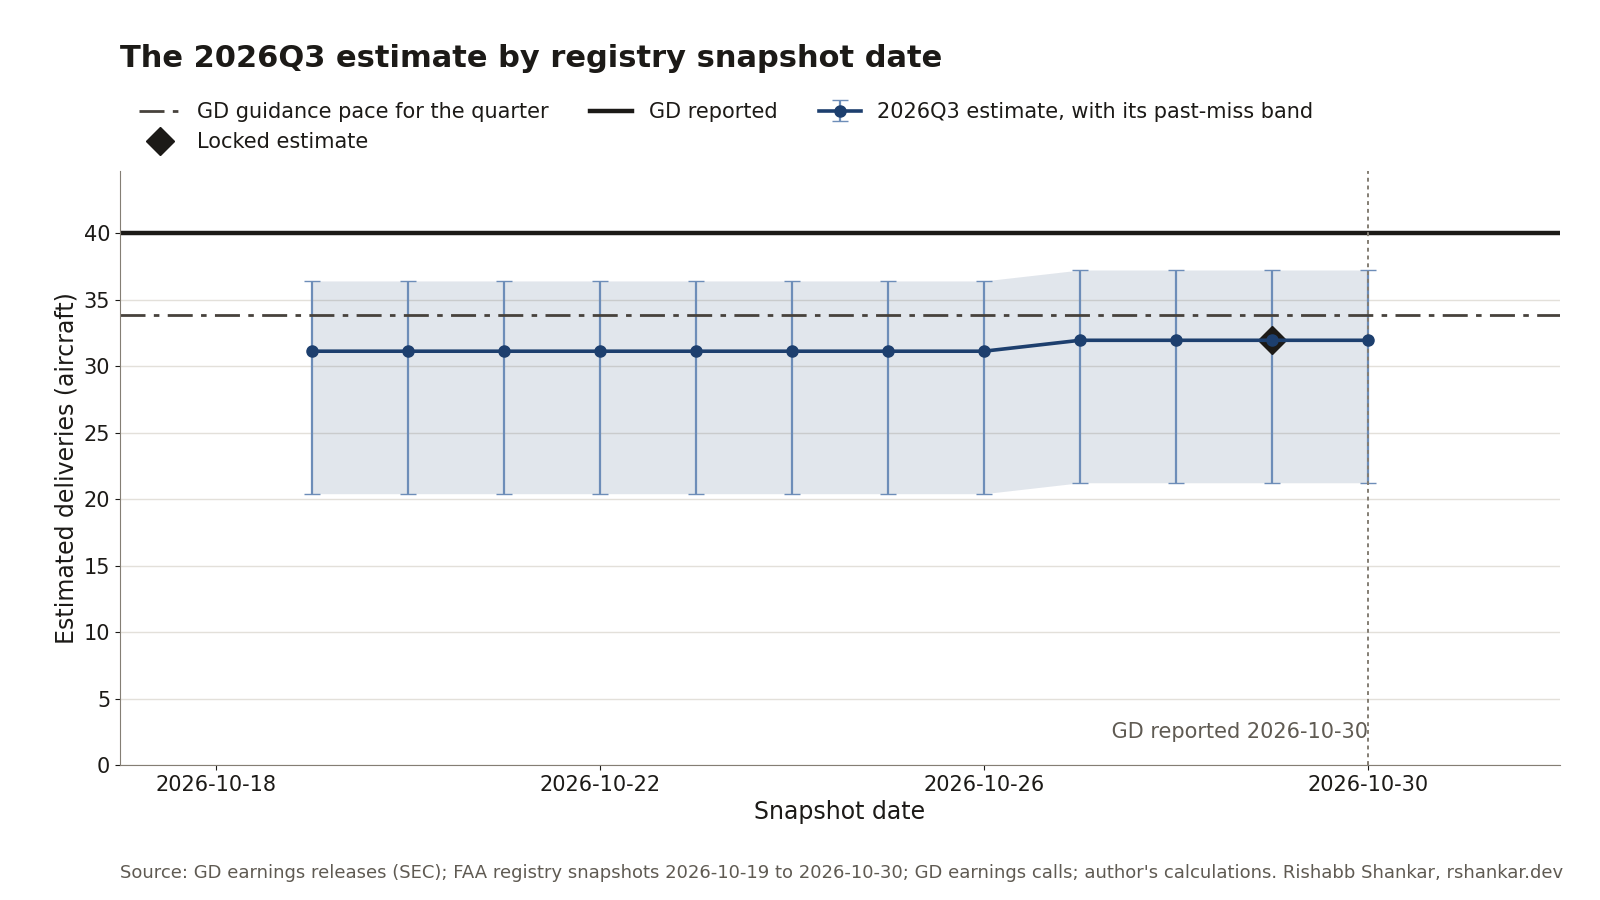 The 2026Q3 estimate by registry snapshot date
GD guidance pace for the quarter
GD reported
2026Q3 estimate, with its past-miss band
Locked estimate
Estimated deliveries (aircraft)
40
35
30
25
20
15
10
5
0
GD reported 2026-10-30
2026-10-18
2026-10-22
2026-10-26
2026-10-30
Snapshot date
Source: GD earnings releases (SEC); FAA registry snapshots 2026-10-19 to 2026-10-30; GD earnings calls; author's calculations. Rishabb Shankar, rshankar.dev